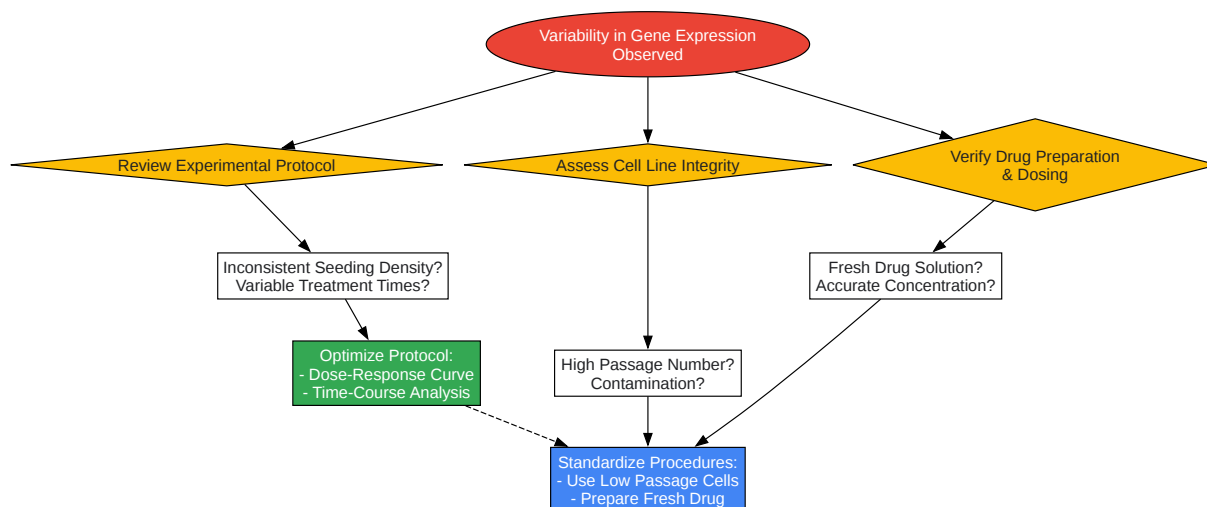 Variability in Gene Expression
Observed
Review Experimental Protocol
Assess Cell Line Integrity
Verify Drug Preparation
& Dosing
Inconsistent Seeding Density?
Variable Treatment Times?
Fresh Drug Solution?
Accurate Concentration?
Optimize Protocol:
- Dose-Response Curve
- Time-Course Analysis
High Passage Number?
Contamination?
Standardize Procedures:
- Use Low Passage Cells
- Prepare Fresh Drug